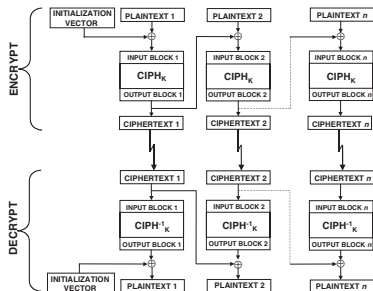 INITIALIZATION
VECTOR
PLAINTEXT 1
PLAINTEXT 2
PLAINTEXT n
ENCRYPT
INPUT BLOCK 1
INPUT BLOCK 2
INPUT BLOCK n
CIPHK
CIPHK
CIPHK
OUTPUT BLOCK 1
OUTPUT BLOCK 2
OUTPUT BLOCK n
CIPHERTEXT 1
CIPHERTEXT 2
CIPHERTEXT n
DECRYPT
CIPHERTEXT 1
CIPHERTEXT 2
CIPHERTEXT n
INPUT BLOCK 1
INPUT BLOCK 2
INPUT BLOCK n
CIPH-1K
CIPH-1K
CIPH-1K
OUTPUT BLOCK 1
OUTPUT BLOCK 2
OUTPUT BLOCK n
INITIALIZATION
VECTOR
PLAINTEXT 1
PLAINTEXT 2
PLAINTEXT n